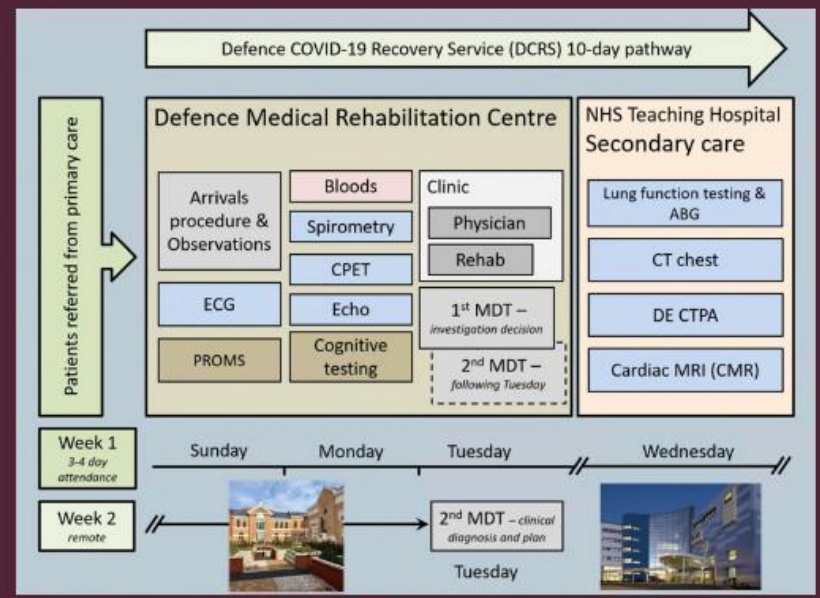 Defence COVID-19 Recovery Service (DCRS) 10-day pathway
Patients referred from primary care
Defence Medical Rehabilitation Centre
Arrivals
procedure &
Observations
ECG
PROMS
Bloods
Spirometry
CPET
Echo
Cognitive
testing
Clinic
Physician
Rehab
1st MDT –
investigation decision
2nd MDT –
following Tuesday
NHS Teaching Hospital
Secondary care
Lung function testing &
ABG
CT chest
DE CTPA
Cardiac MRI (CMR)
Week 1
3-4 day
attendance
Sunday
Monday
Tuesday
Wednesday
Week 2
remote
2nd MDT – clinical
diagnosis and plan
Tuesday